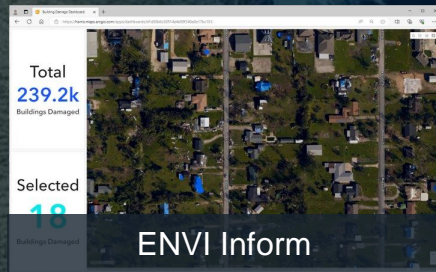 Building Damage Dashboard
Total
239.2k
Buildings Damaged
Selected
18
Buildings Damaged
ENVI Inform